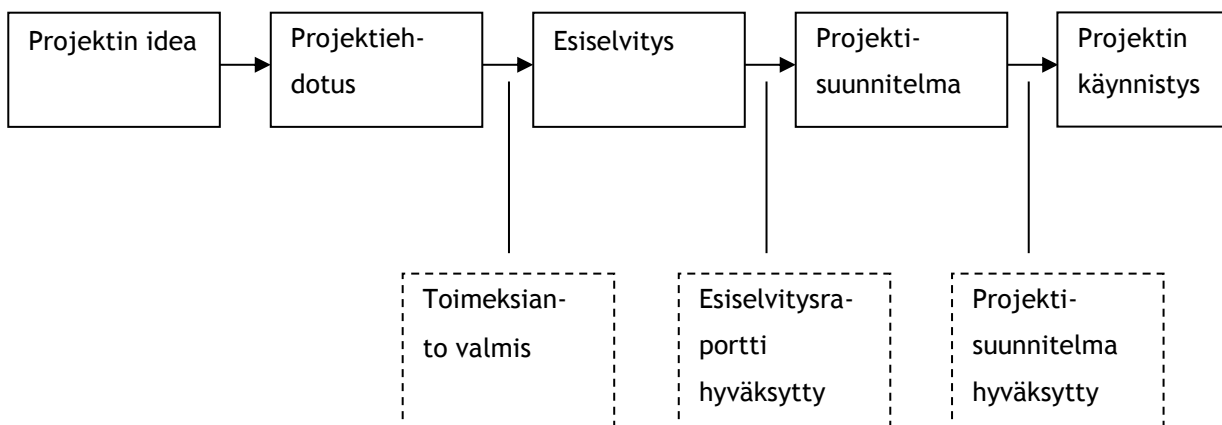 Projektin idea
Projektieh-
dotus
Esiselvitys
Projekti-
suunnitelma
Projektin
käynnistys
Toimeksian-
to valmis
Esiselvitysra-
portti
hyväksytty
Projekti-
suunnitelma
hyväksytty